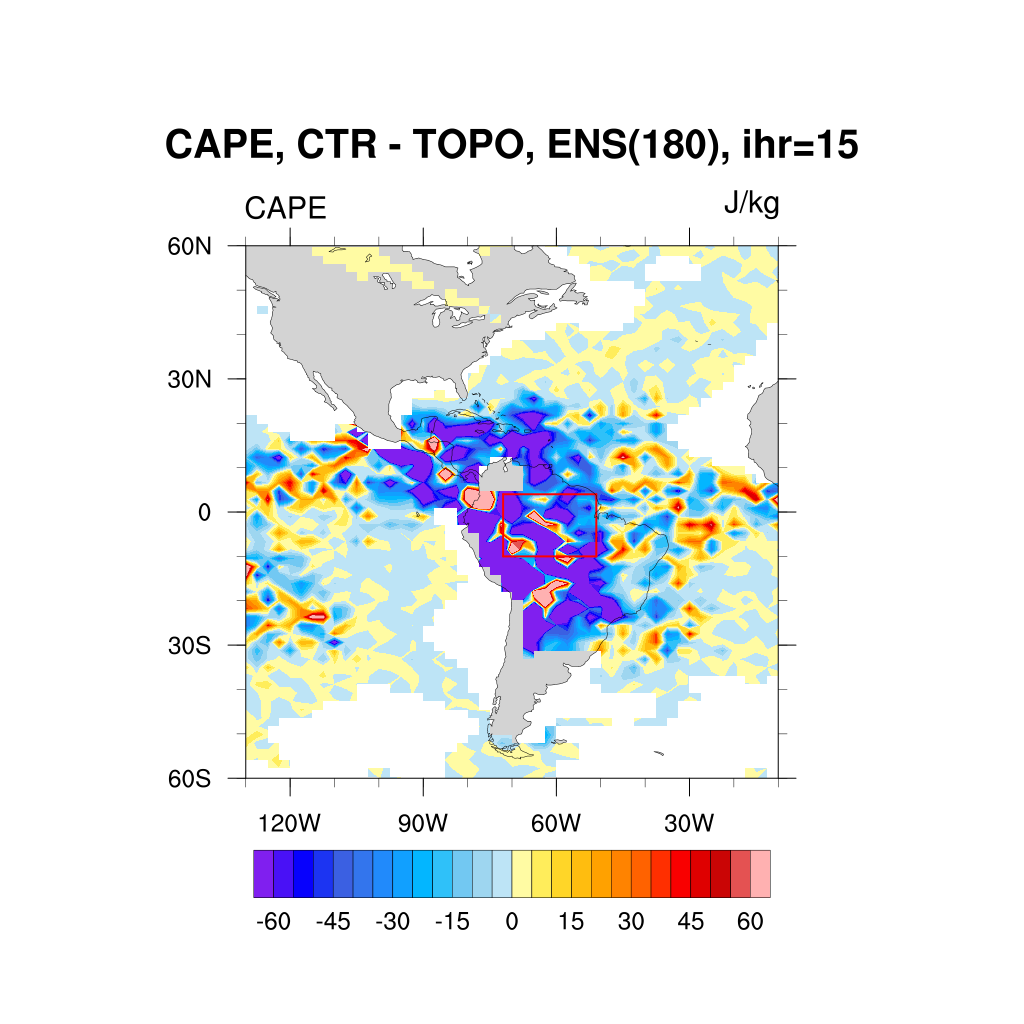 CAPE, CTR - TOPO, ENS(180), ihr=15
CAPE J/kg
60N
30N
0
30S
60S
120W 90W 60W 30W
-60 -45 -30 -15 0 15 30 45 60